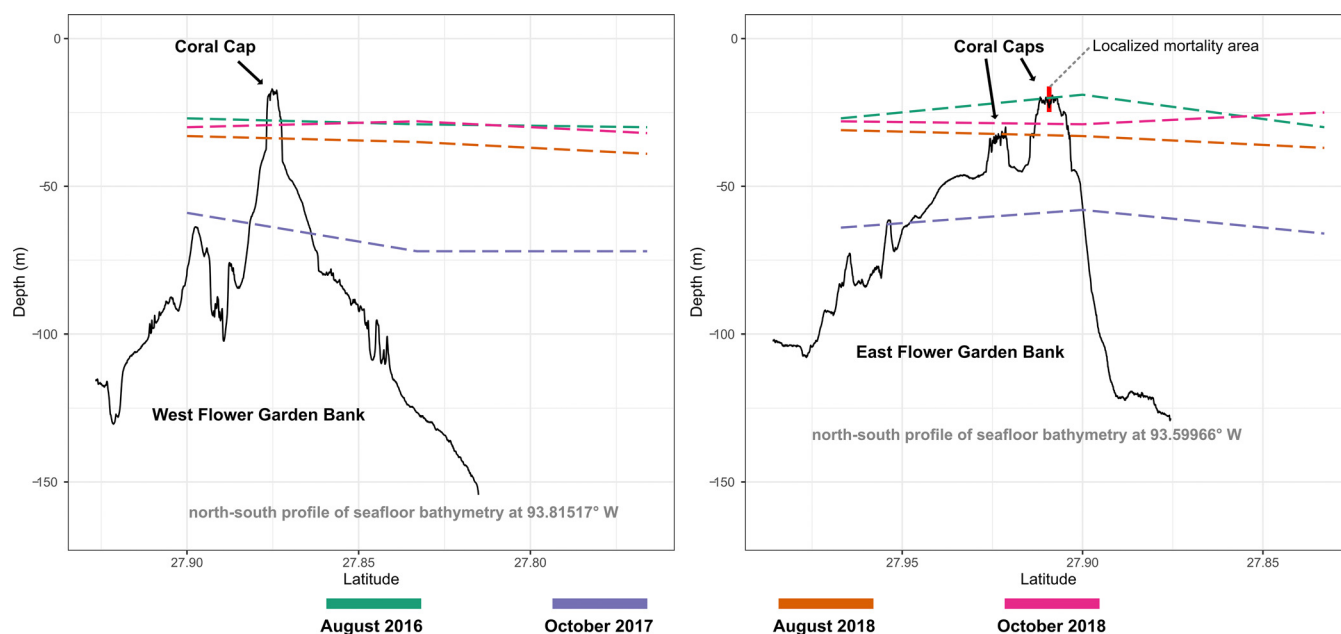 Coral Cap
Depth (m)
0
−50
−100
−150
West Flower Garden Bank
north-south profile of seafloor bathymetry at 93.81517° W
27.90
27.85
27.80
Latitude
Coral Caps
Localized mortality area
Depth (m)
0
−50
−100
−150
East Flower Garden Bank
north-south profile of seafloor bathymetry at 93.59966° W
27.95
27.90
27.85
Latitude
August 2016
October 2017
August 2018
October 2018